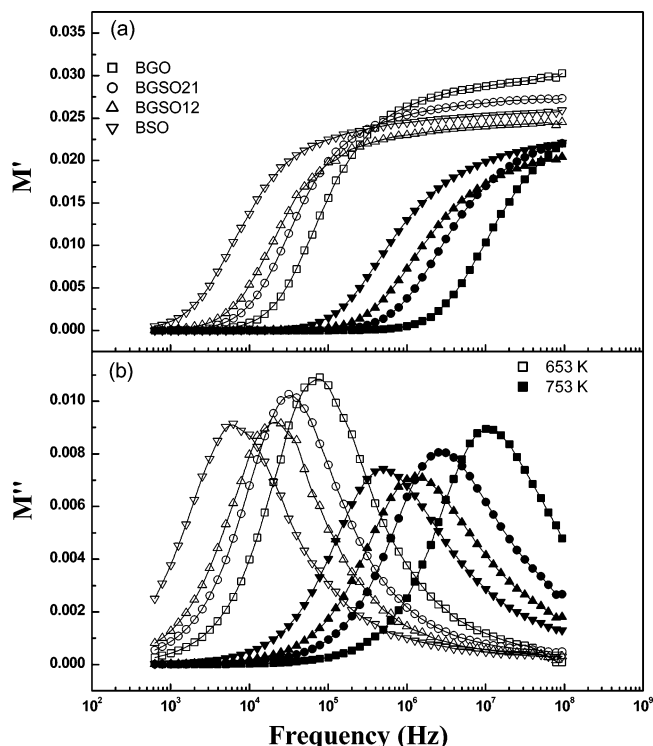 (a)
BGO
BGSO21
BGSO12
BSO
0.035
0.030
0.025
0.020
0.015
0.010
0.005
0.000
M'
(b)
653 K
753 K
0.010
0.008
0.006
0.004
0.002
0.000
M''
10² 10³ 10⁴ 10⁵ 10⁶ 10⁷ 10⁸ 10⁹
Frequency (Hz)